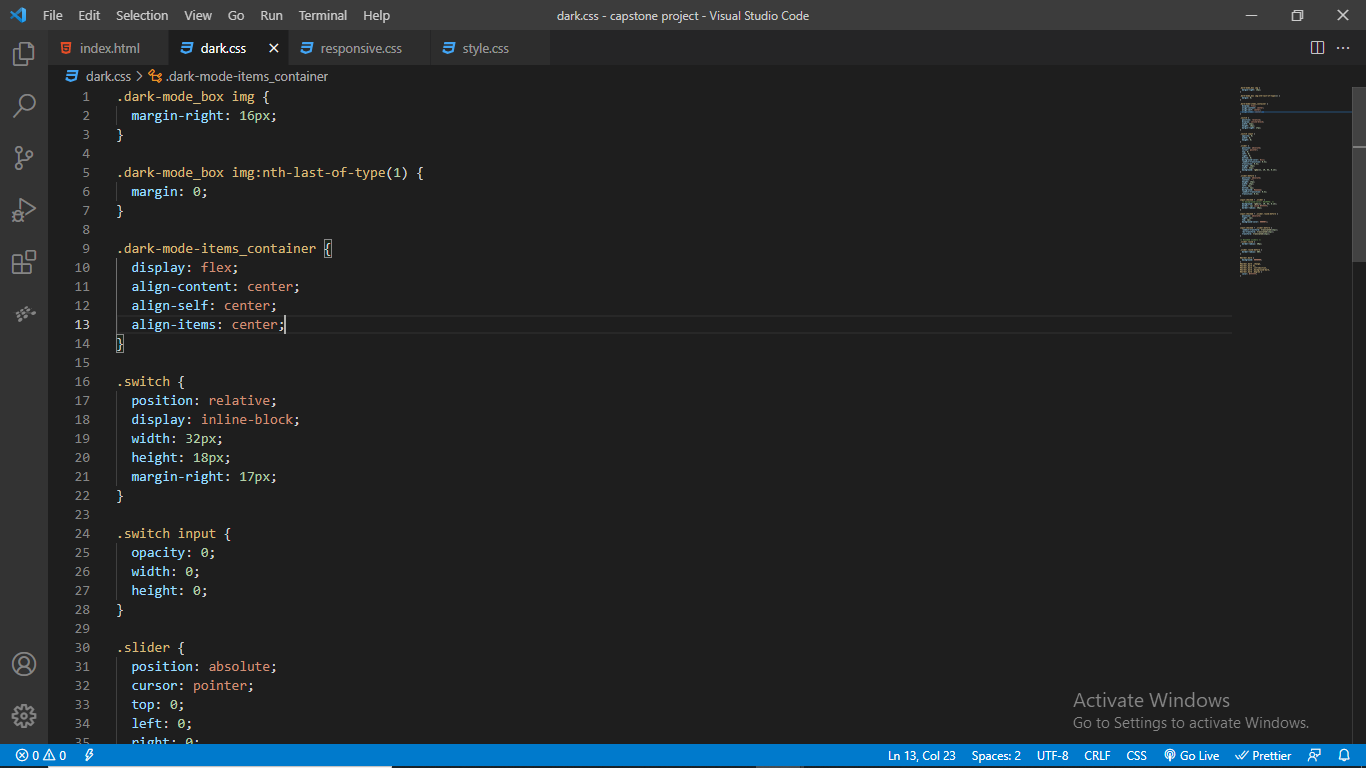 File Edit Selection View Go Run Terminal Help dark.css - capstone project - Visual Studio Code
index.html dark.css responsive.css style.css
dark.css > .dark-mode-items_container
1 .dark-mode_box img {
2 margin-right: 16px;
3 }
4
5 .dark-mode_box img:nth-last-of-type(1) {
6 margin: 0;
7 }
8
9 .dark-mode-items_container {
10 display: flex;
11 align-content: center;
12 align-self: center;
13 align-items: center;
14 }
15
16 .switch {
17 position: relative;
18 display: inline-block;
19 width: 32px;
20 height: 18px;
21 margin-right: 17px;
22 }
23
24 .switch input {
25 opacity: 0;
26 width: 0;
27 height: 0;
28 }
29
30 .slider {
31 position: absolute;
32 cursor: pointer;
33 top: 0;
34 left: 0;
35 right: 0;
Activate Windows
Go to Settings to activate Windows.
0 0 Ln 13, Col 23 Spaces: 2 UTF-8 CRLF CSS Go Live Prettier